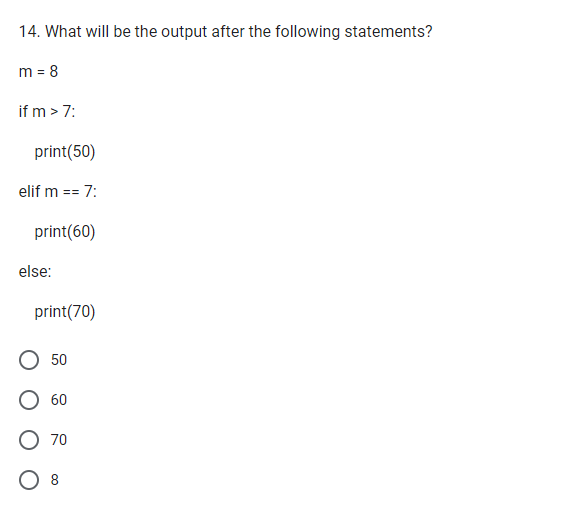 14. What will be the output after the following statements?
m = 8
if m > 7:
print(50)
elif m == 7:
print(60)
else:
print(70)
50
60
70
8